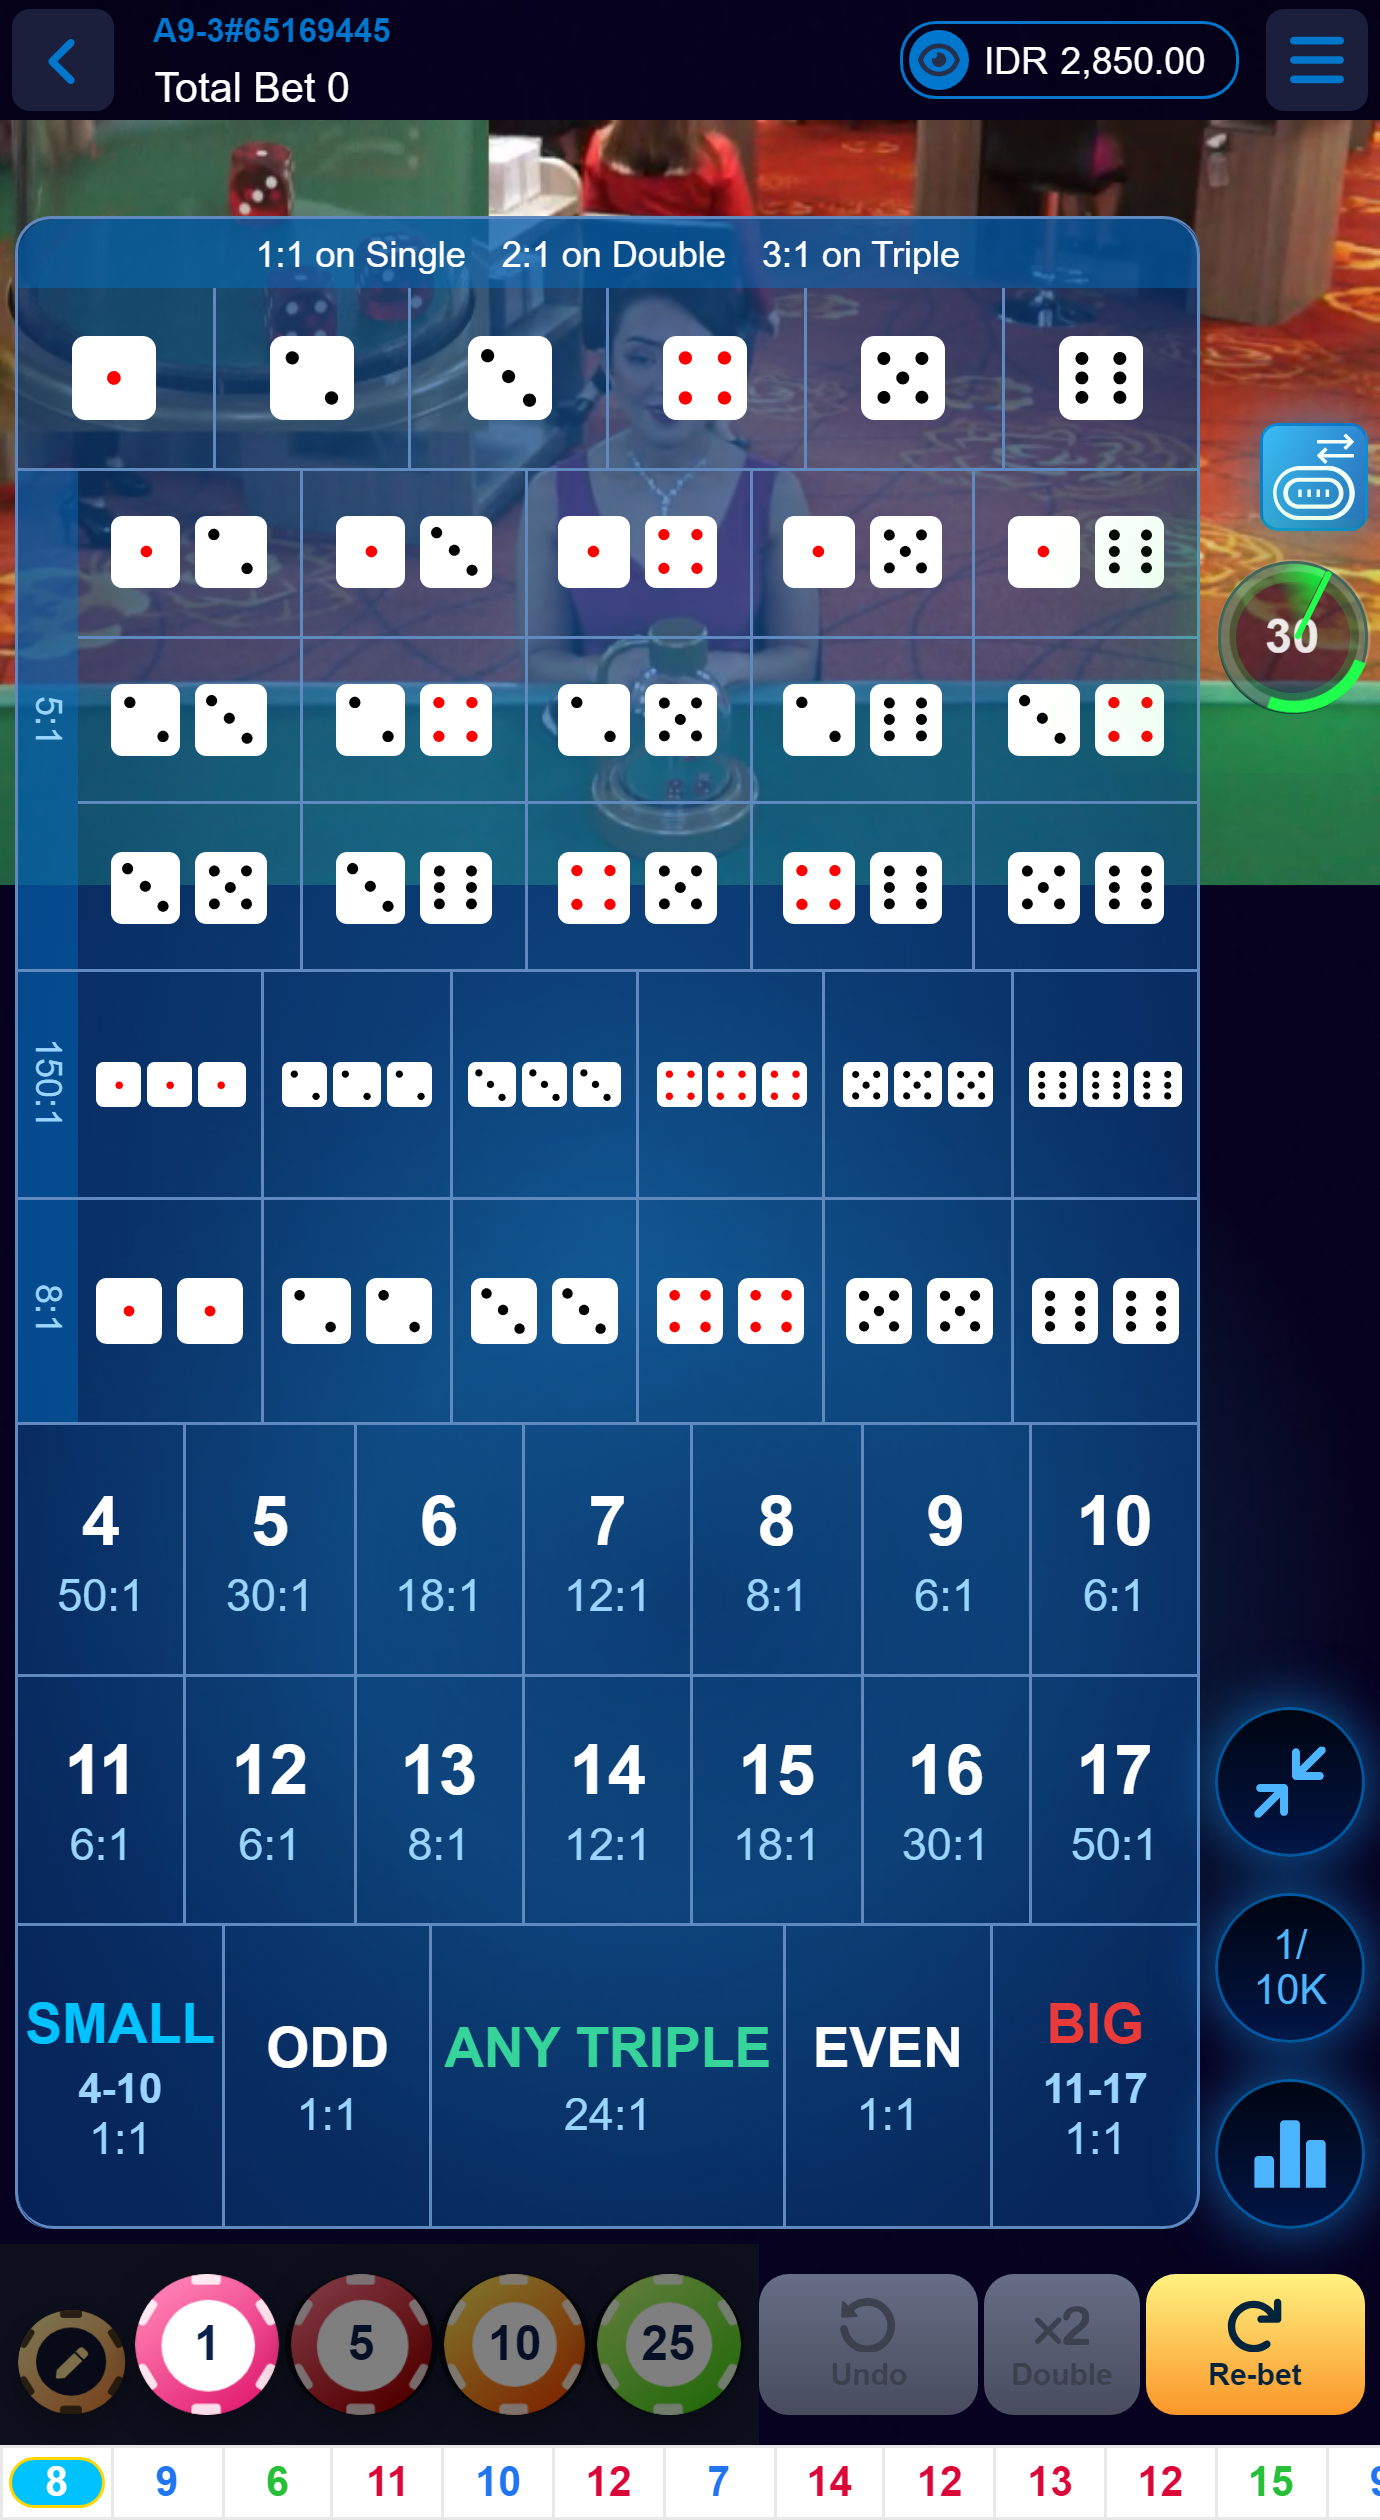 A9-3#65169445
Total Bet 0
IDR 2,850.00
1:1 on Single 2:1 on Double 3:1 on Triple
30
5:1
150:1
8:1
4 5 6 7 8 9 10
50:1 30:1 18:1 12:1 8:1 6:1 6:1
11 12 13 14 15 16 17
6:1 6:1 8:1 12:1 18:1 30:1 50:1
SMALL
4-10
1:1
ODD
1:1
ANY TRIPLE
24:1
EVEN
1:1
BIG
11-17
1:1
1/
10K
1 5 10 25
Undo
x2
Double
Re-bet
8 9 6 11 10 12 7 14 12 13 12 15